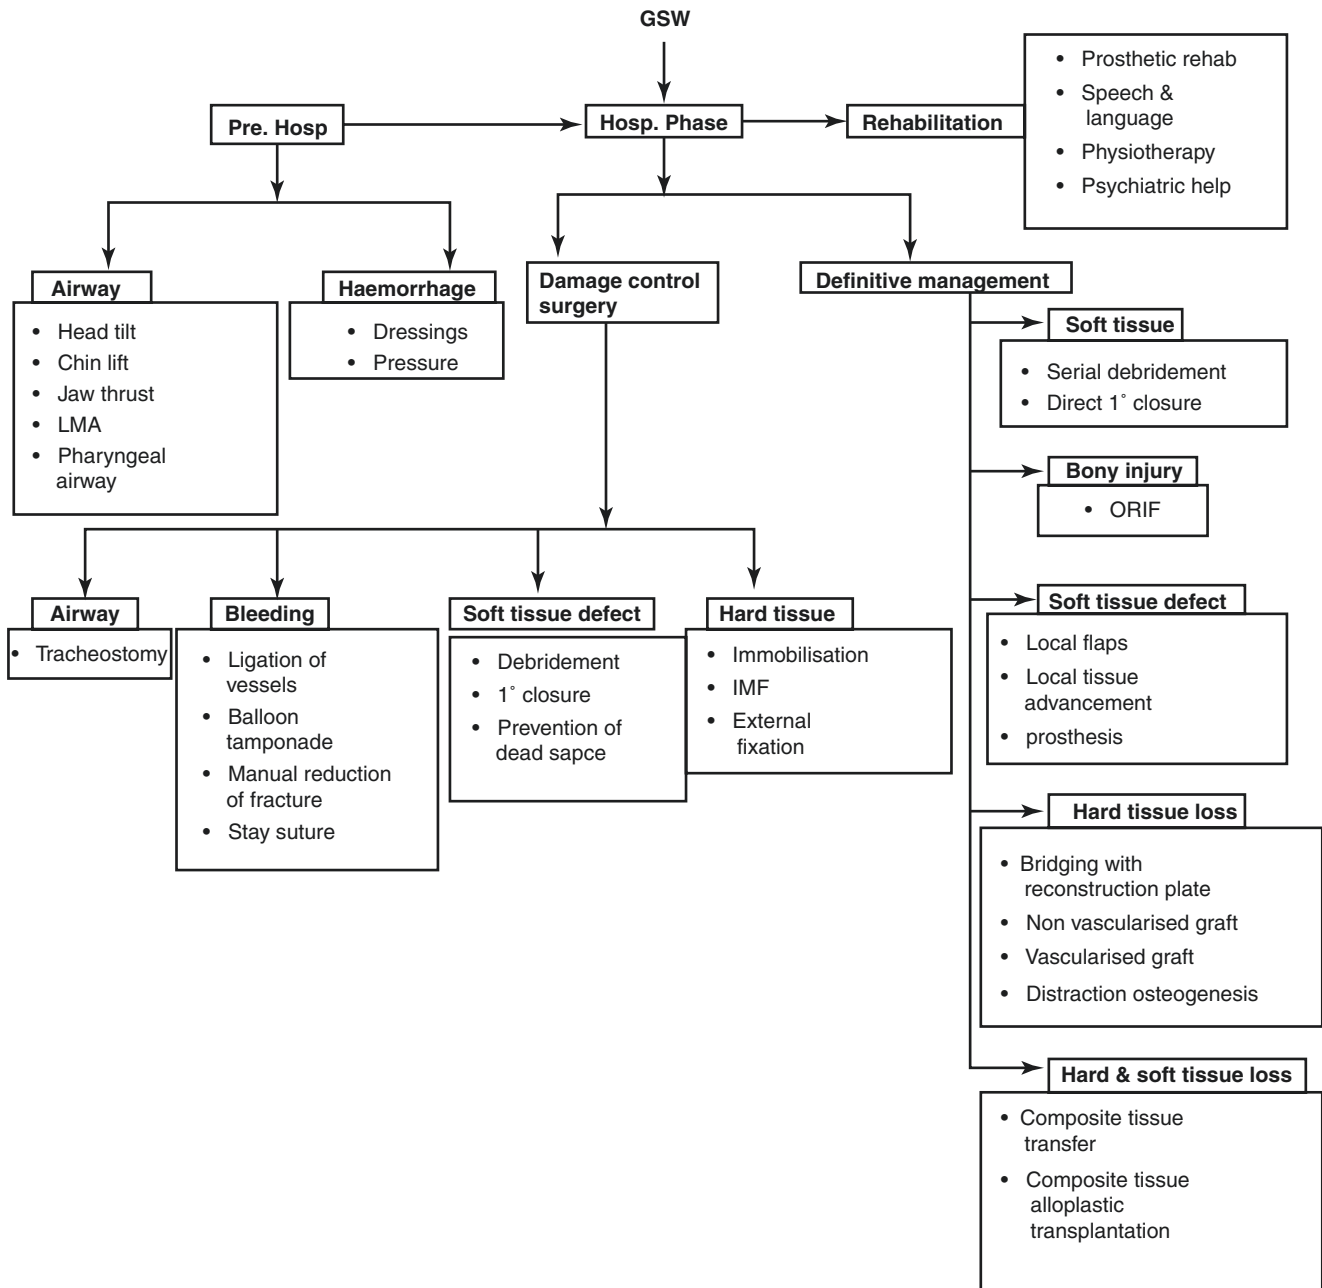 GSW
Pre. Hosp
Hosp. Phase
Rehabilitation
• Prosthetic rehab
• Speech &
language
• Physiotherapy
• Psychiatric help
Airway
• Head tilt
• Chin lift
• Jaw thrust
• LMA
• Pharyngeal
airway
Haemorrhage
• Dressings
• Pressure
Damage control
surgery
Definitive management
Soft tissue
• Serial debridement
• Direct 1° closure
Bony injury
• ORIF
Soft tissue defect
• Local flaps
• Local tissue
advancement
• prosthesis
Hard tissue loss
• Bridging with
reconstruction plate
• Non vascularised graft
• Vascularised graft
• Distraction osteogenesis
Hard & soft tissue loss
• Composite tissue
transfer
• Composite tissue
alloplastic
transplantation
Airway
• Tracheostomy
Bleeding
• Ligation of
vessels
• Balloon
tamponade
• Manual reduction
of fracture
• Stay suture
Soft tissue defect
• Debridement
• 1° closure
• Prevention of
dead sapce
Hard tissue
• Immobilisation
• IMF
• External
fixation